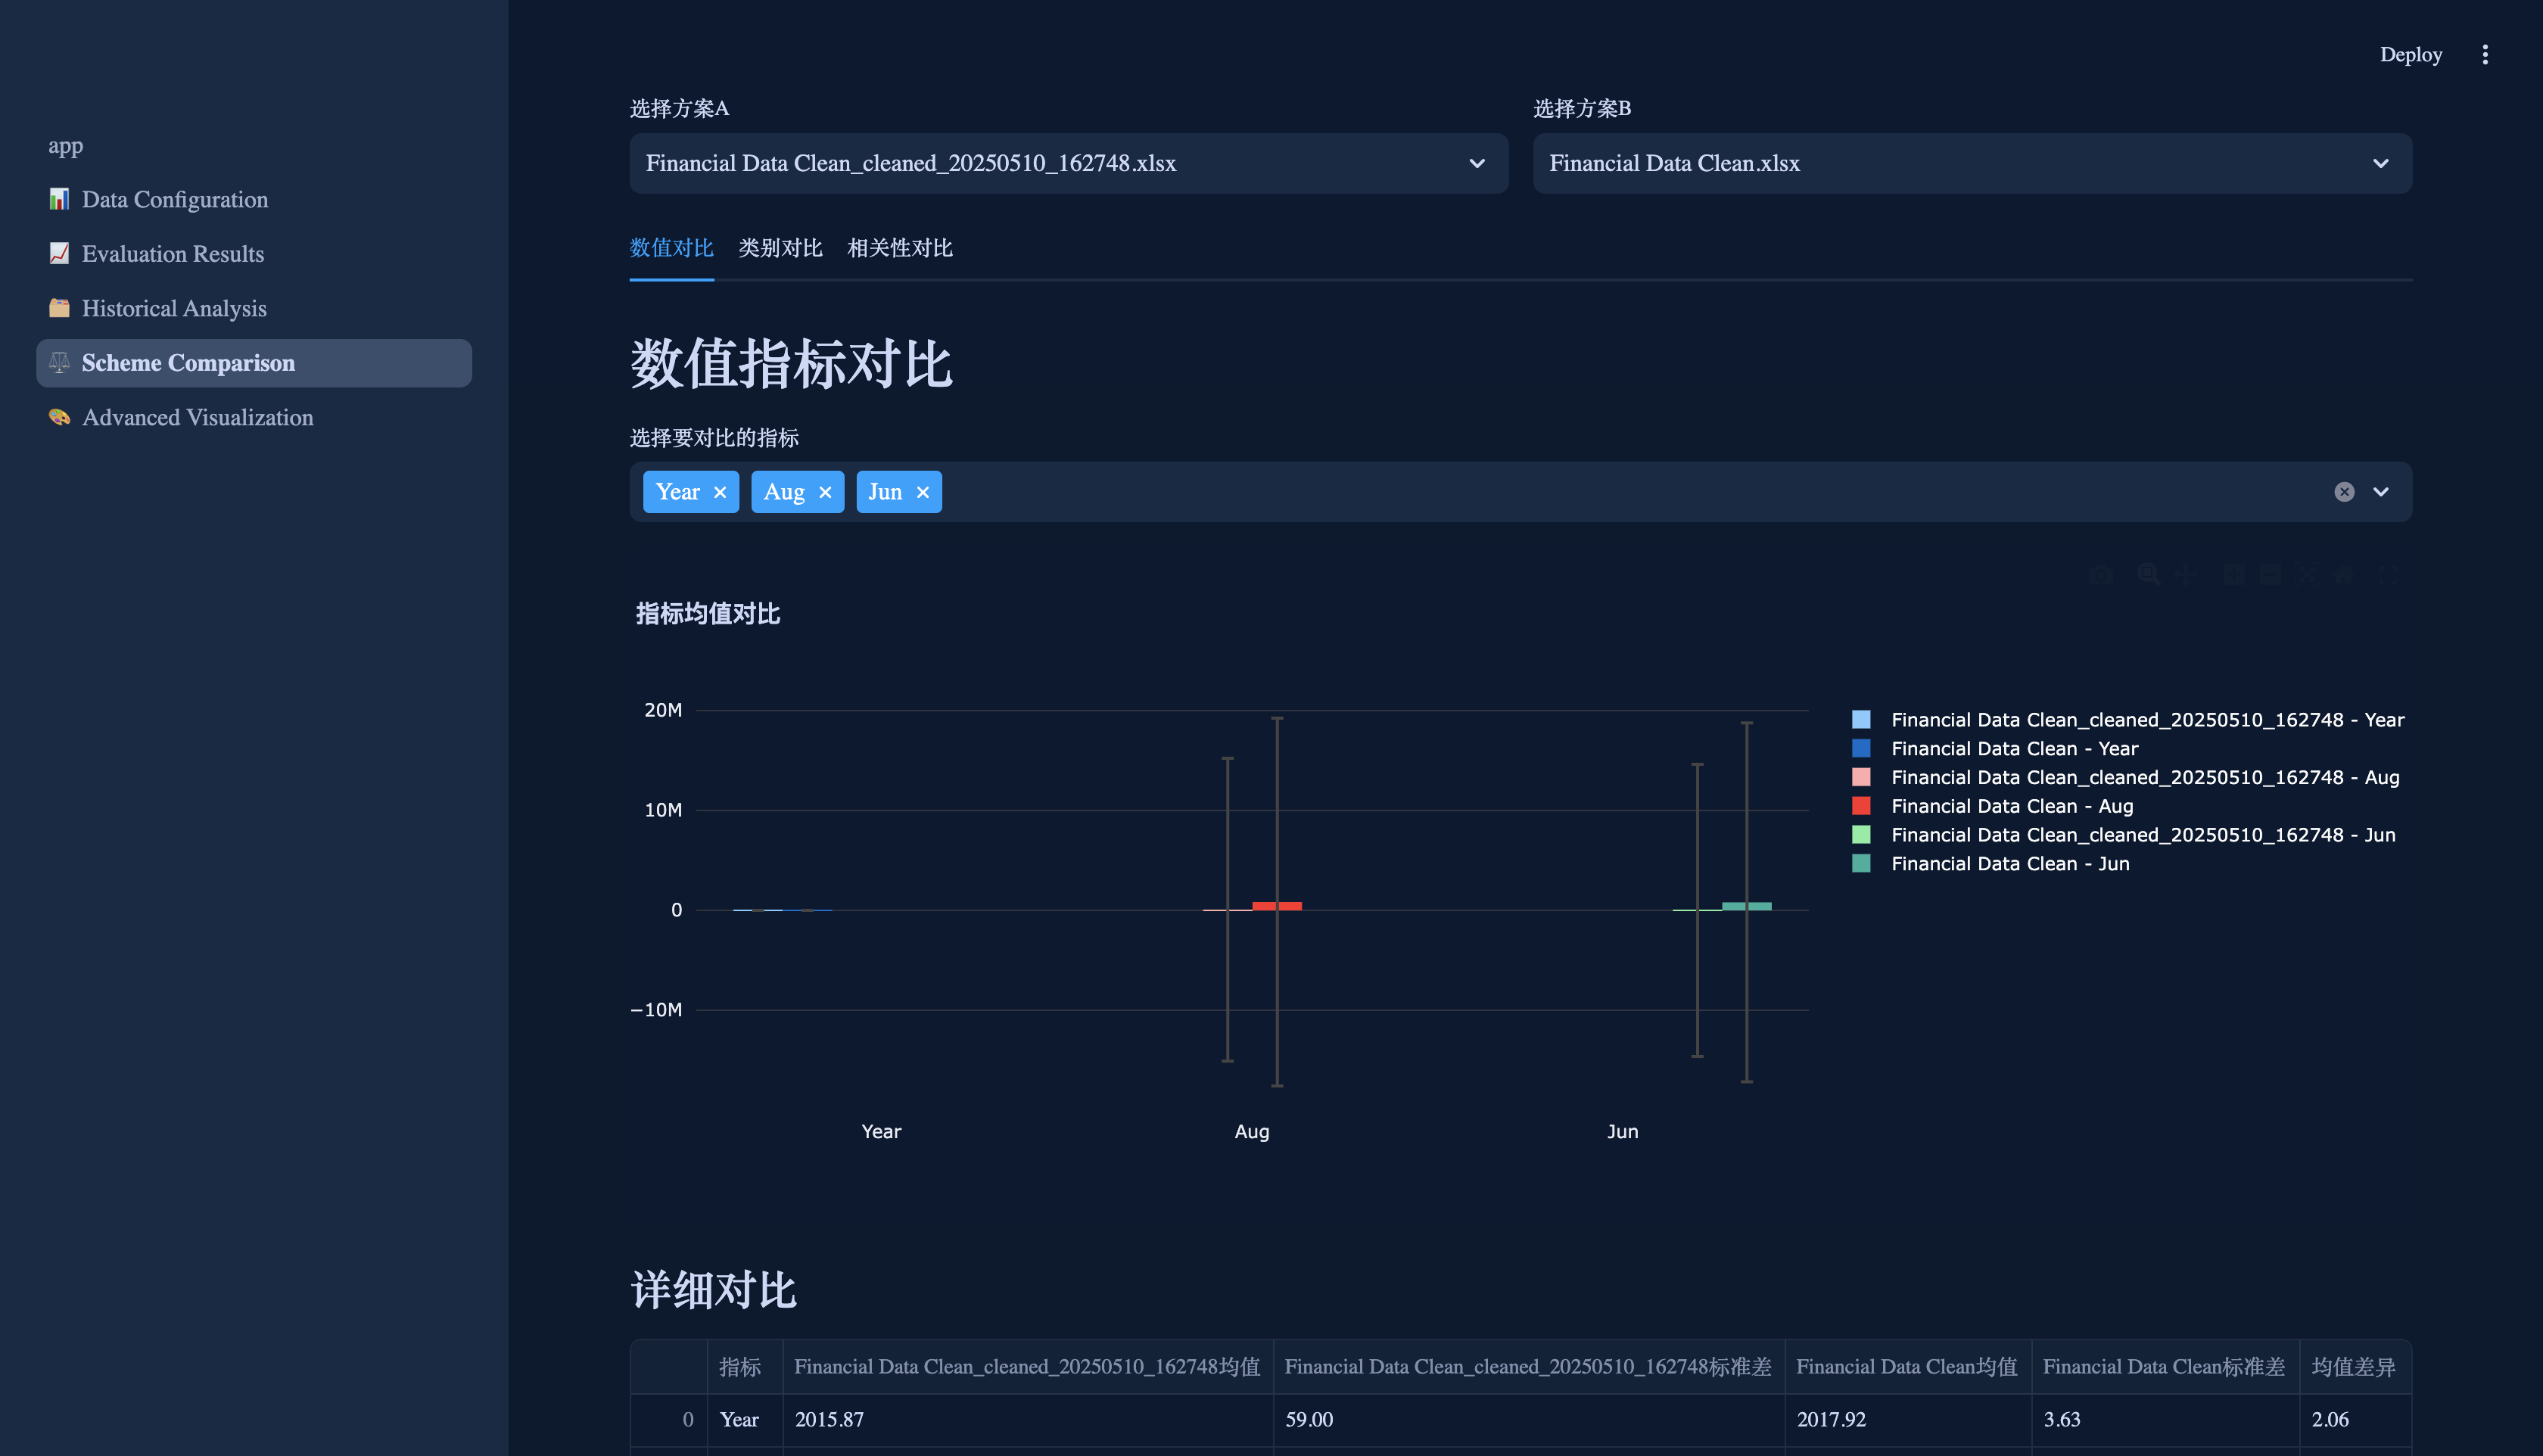 Deploy
app
Data Configuration
Evaluation Results
Historical Analysis
Scheme Comparison
Advanced Visualization
选择方案A
选择方案B
Financial Data Clean_cleaned_20250510_162748.xlsx
Financial Data Clean.xlsx
数值对比 类别对比 相关性对比
数值指标对比
选择要对比的指标
Year Aug Jun
指标均值对比
20M
10M
0
−10M
Year Aug Jun
Financial Data Clean_cleaned_20250510_162748 - Year
Financial Data Clean - Year
Financial Data Clean_cleaned_20250510_162748 - Aug
Financial Data Clean - Aug
Financial Data Clean_cleaned_20250510_162748 - Jun
Financial Data Clean - Jun
详细对比
指标 Financial Data Clean_cleaned_20250510_162748均值 Financial Data Clean_cleaned_20250510_162748标准差 Financial Data Clean均值 Financial Data Clean标准差 均值差异
0 Year 2015.87 59.00 2017.92 3.63 2.06